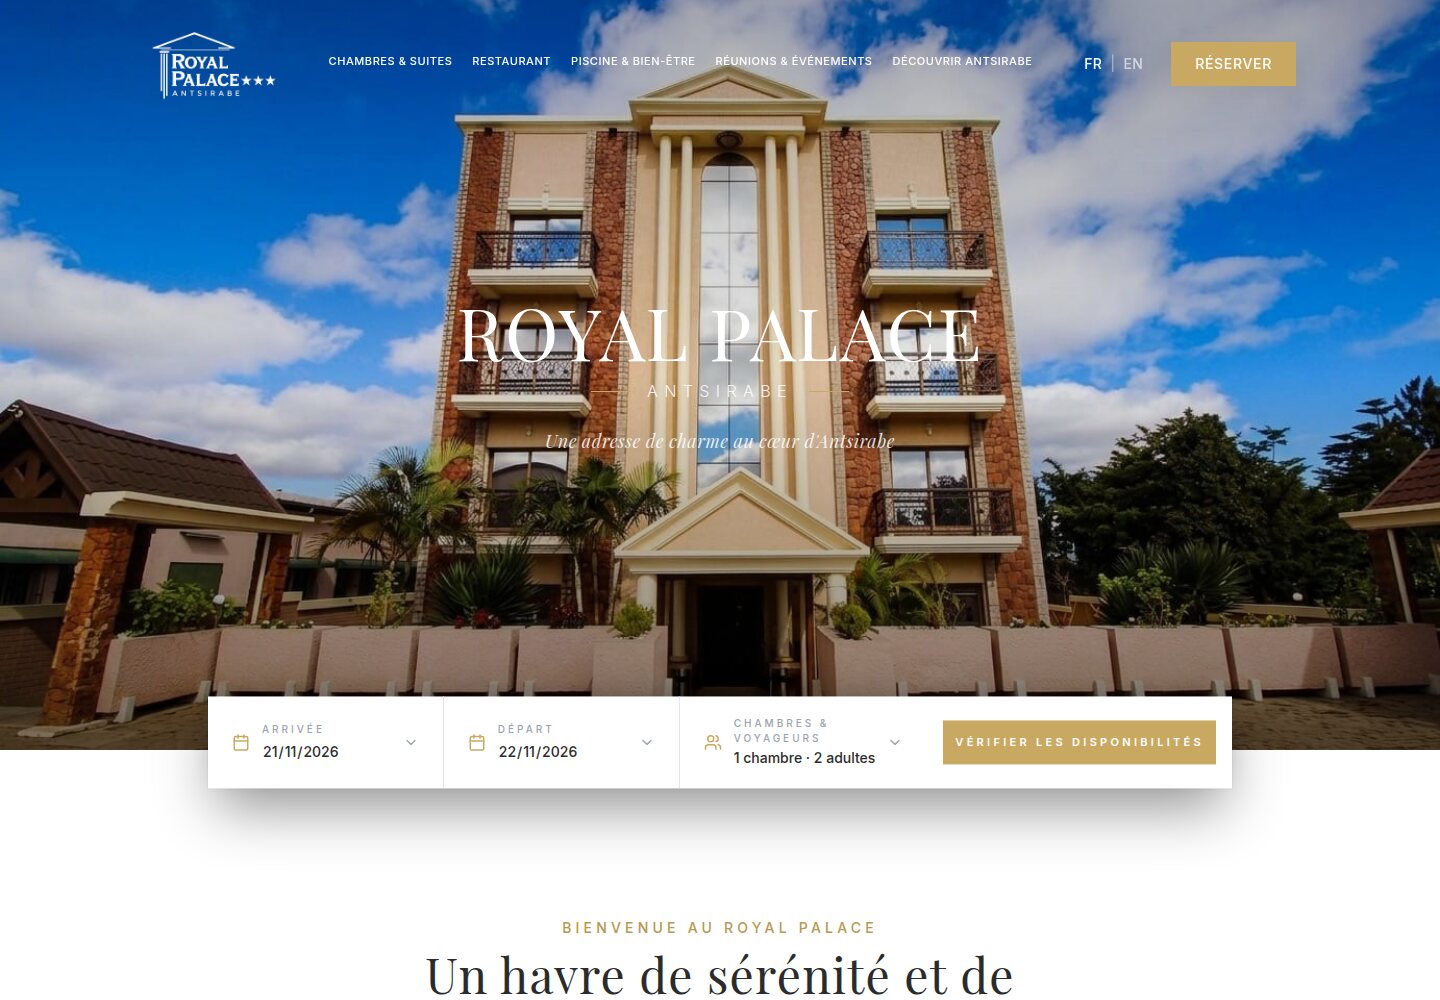 ROYAL
PALACE★★★
ANTSIRABE
CHAMBRES & SUITES
RESTAURANT
PISCINE & BIEN-ÊTRE
RÉUNIONS & ÉVÉNEMENTS
DÉCOUVRIR ANTSIRABE
FR | EN
RÉSERVER
ROYAL PALACE
ANTSIRABE
Une adresse de charme au cœur d'Antsirabe
ARRIVÉE
21/11/2026
DÉPART
22/11/2026
CHAMBRES &
VOYAGEURS
1 chambre · 2 adultes
VÉRIFIER LES DISPONIBILITÉS
BIENVENUE AU ROYAL PALACE
Un havre de sérénité et de